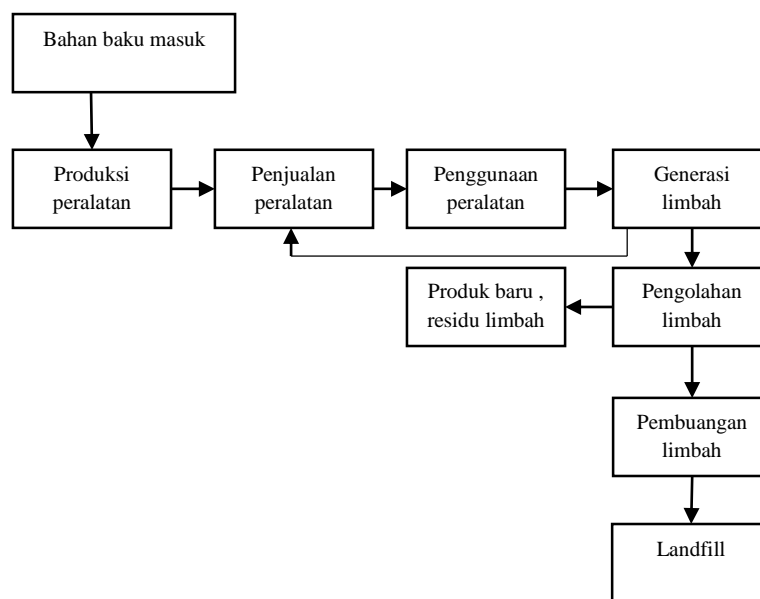 Bahan baku masuk
Produksi
peralatan
Penjualan
peralatan
Penggunaan
peralatan
Generasi
limbah
Produk baru ,
residu limbah
Pengolahan
limbah
Pembuangan
limbah
Landfill